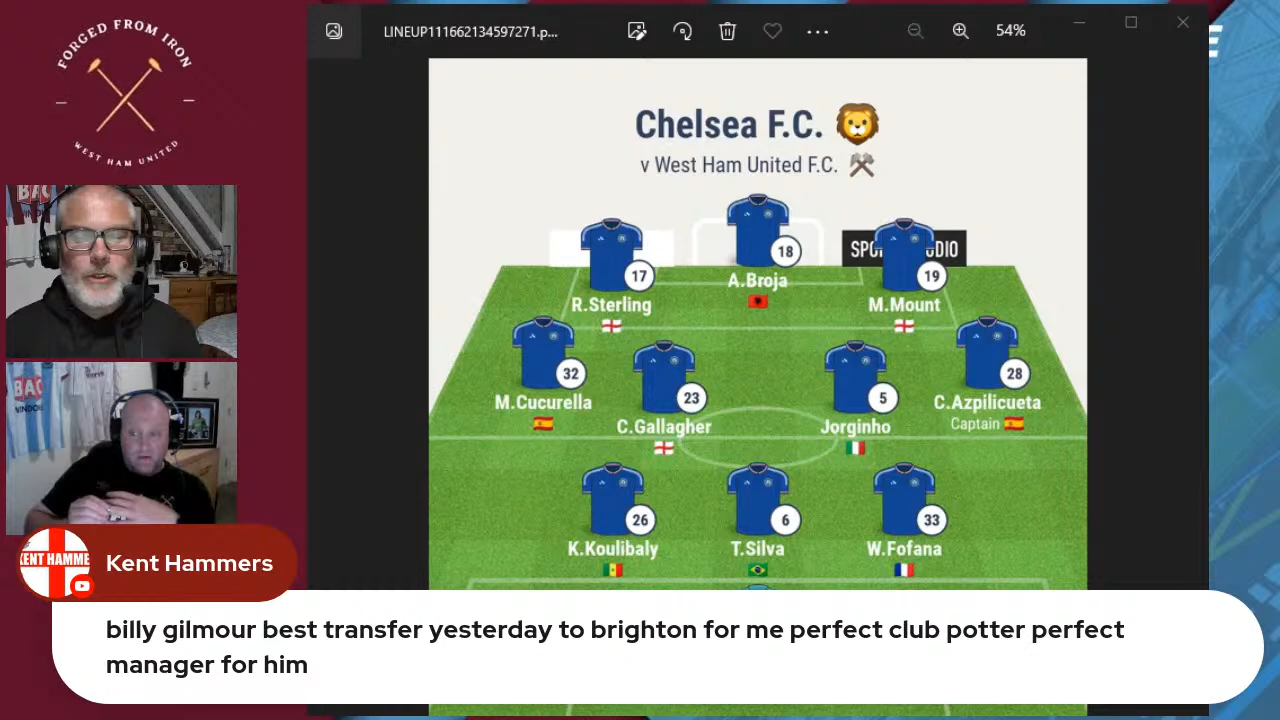 FORGED FROM IRON
WEST HAM UNITED
LINEUP111662134597271.p...
54%
Chelsea F.C.
v West Ham United F.C.
17
R.Sterling
18
A.Broja
19
M.Mount
32
M.Cucurella
23
C.Gallagher
5
Jorginho
28
C.Azpilicueta
Captain
26
K.Koulibaly
6
T.Silva
33
W.Fofana
KENT HAMME
Kent Hammers
billy gilmour best transfer yesterday to brighton for me perfect club potter perfect
manager for him